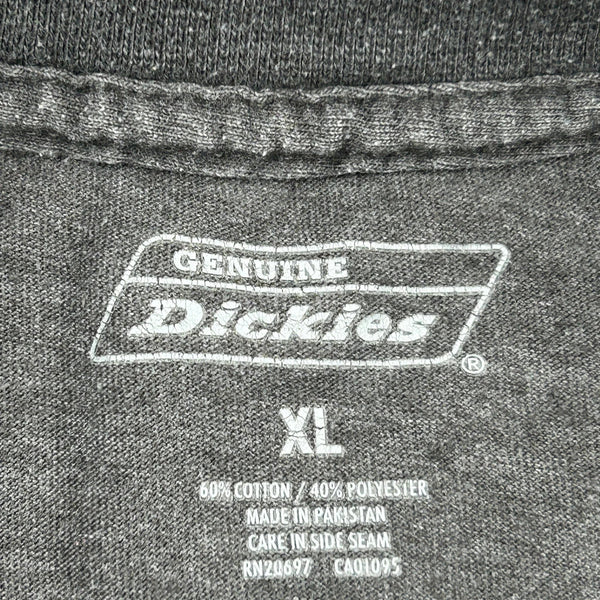 GENUINE
Dickies®
XL
60% COTTON / 40% POLYESTER
MADE IN PAKISTAN
CARE IN SIDE SEAM
RN20697 CA01095